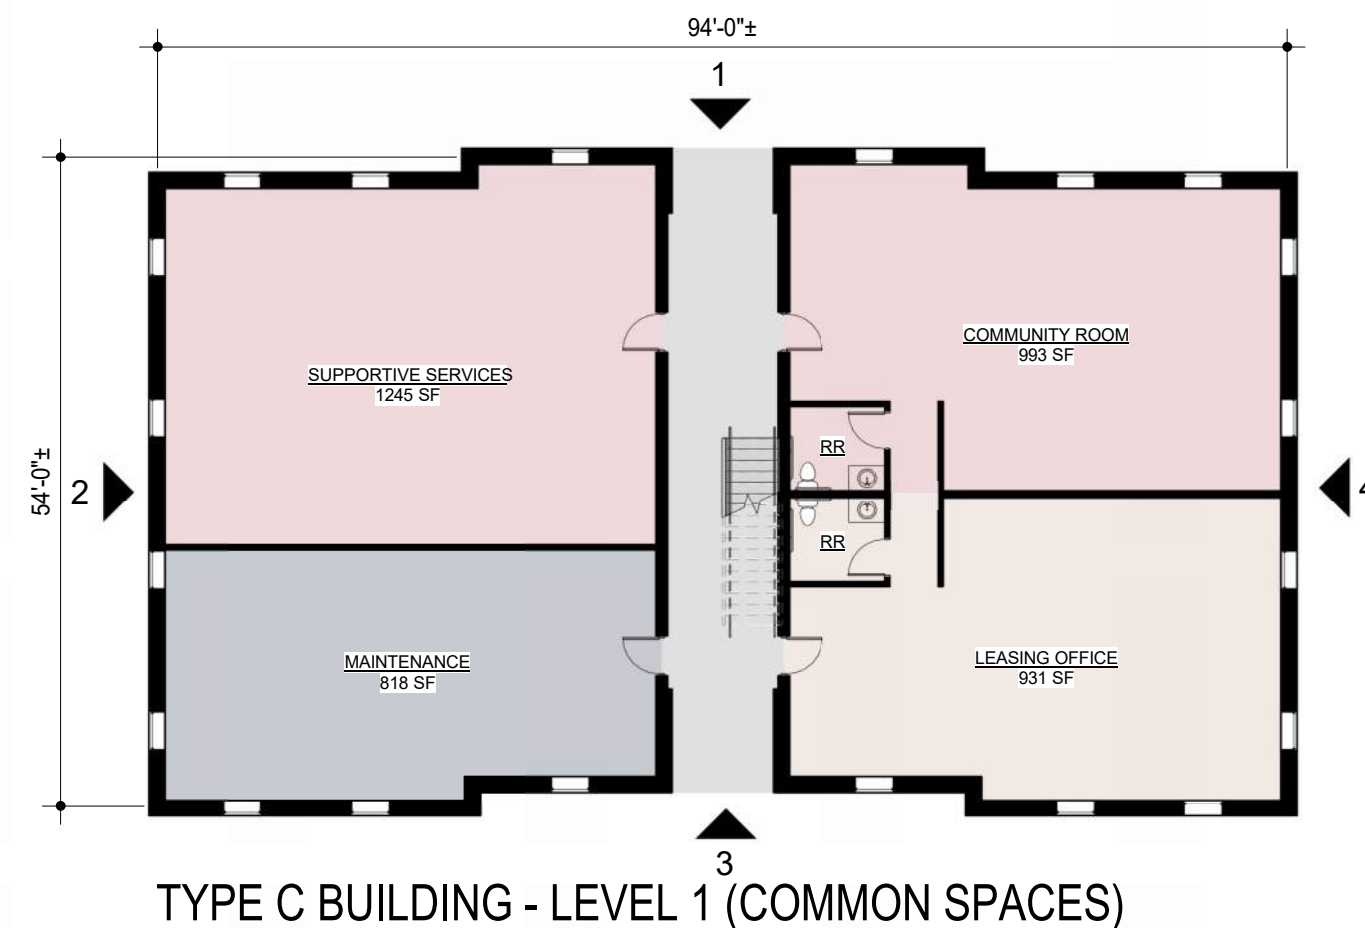 94'-0"±
1
COMMUNITY ROOM
993 SF
SUPPORTIVE SERVICES
1245 SF
RR
54'-0"±
2
4
RR
MAINTENANCE
818 SF
LEASING OFFICE
931 SF
3
TYPE C BUILDING - LEVEL 1 (COMMON SPACES)